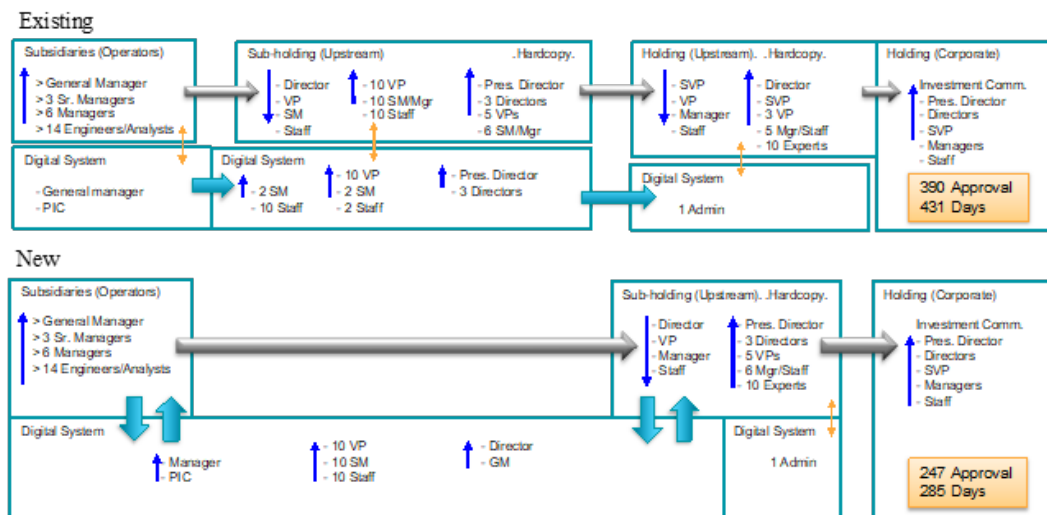 Existing
Subsidiaries (Operators)
> General Manager
> 3 Sr. Managers
> 6 Managers
> 14 Engineers/Analysts
Sub-holding (Upstream) .Hardcopy.
- Director
- VP
- SM
- Staff
- 10 VP
- 10 SM/Mgr
- 10 Staff
- Pres. Director
- 3 Directors
- 5 VPs
- 6 SM/Mgr
Holding (Upstream). .Hardcopy.
- SVP
- VP
- Manager
- Staff
- Director
- SVP
- 3 VP
- 5 Mgr/Staff
- 10 Experts
Holding (Corporate)
Investment Comm.
- Pres. Director
- Directors
- SVP
- Managers
- Staff
Digital System
- General manager
- PIC
Digital System
- 2 SM
- 10 Staff
- 10 VP
- 2 SM
- 2 Staff
- Pres. Director
- 3 Directors
Digital System
1 Admin
390 Approval
431 Days
New
Subsidiaries (Operators)
> General Manager
> 3 Sr. Managers
> 6 Managers
> 14 Engineers/Analysts
Sub-holding (Upstream). .Hardcopy.
- Director
- VP
- Manager
- Staff
- Pres. Director
- 3 Directors
- 5 VPs
- 6 Mgr/Staff
- 10 Experts
Holding (Corporate)
Investment Comm.
- Pres. Director
- Directors
- SVP
- Managers
- Staff
Digital System
- Manager
- PIC
- 10 VP
- 10 SM
- 10 Staff
- Director
- GM
Digital System
1 Admin
247 Approval
285 Days